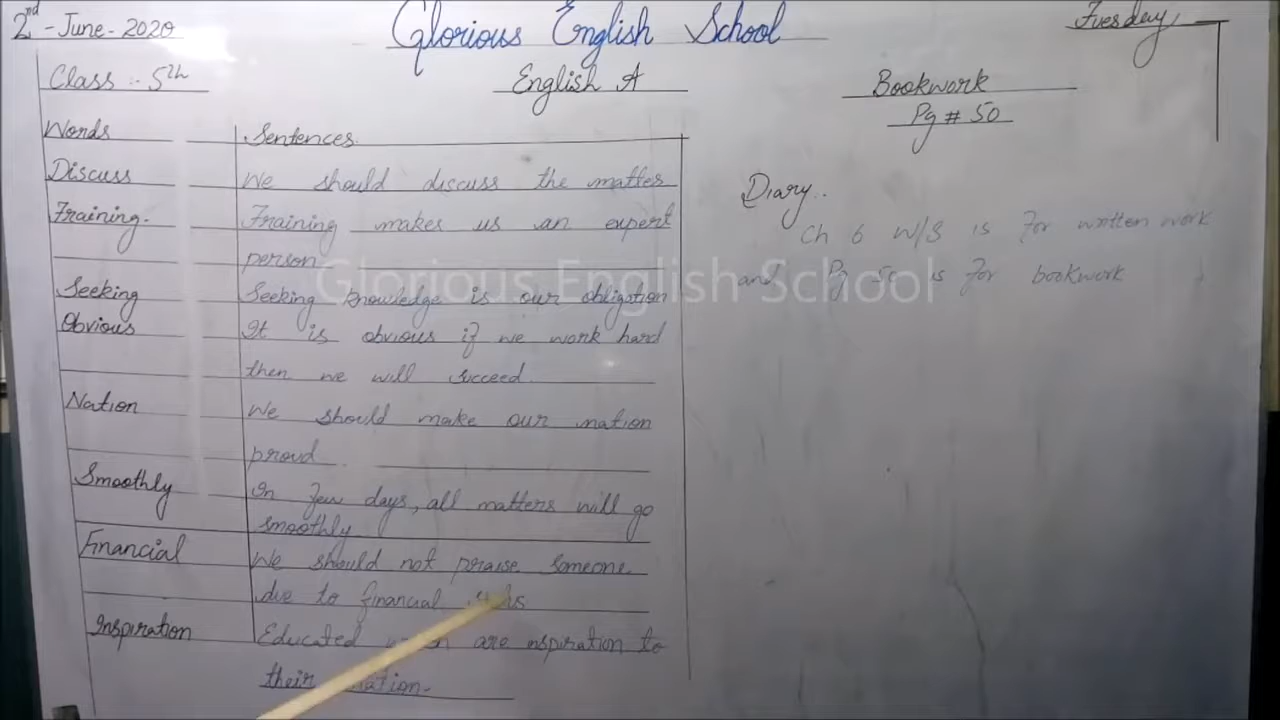 2nd - June - 2020
Glorious English School
Tuesday
Class :- 5th
English A
Bookwork
Pg # 50
Words
Sentences
Discuss
We should discuss the matter
Training.
Training makes us an expert
person
Seeking
Seeking knowledge is our obligation
Obvious
It is obvious if we work hard
then we will succeed.
Nation
We should make our nation
proud.
Smoothly
In few days, all matters will go
smoothly
Financial
We should not praise someone
due to financial
Inspiration
Educated are inspiration to
their
Diary..
Ch 6 W/S is for written work
and Pg 50 is for bookwork
Glorious English School